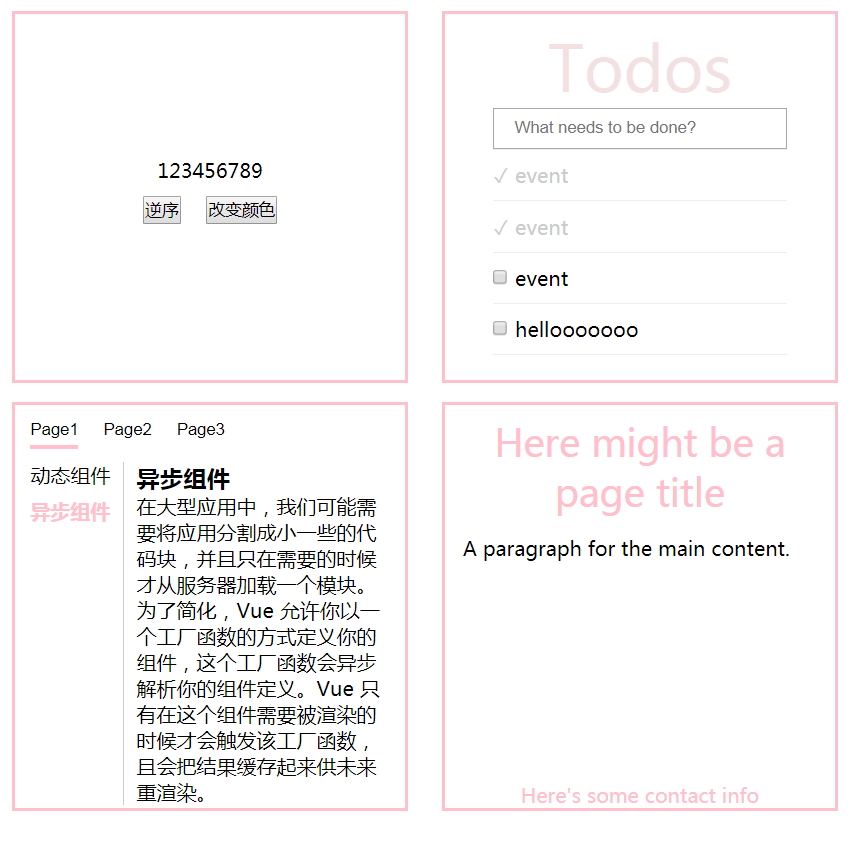 123456789
逆序 改变颜色
Todos
What needs to be done?
✓ event
✓ event
event
hellooooooo
Page1 Page2 Page3
动态组件
异步组件
异步组件
在大型应用中，我们可能需
要将应用分割成小一些的代
码块，并且只在需要的时候
才从服务器加载一个模块。
为了简化，Vue 允许你以一
个工厂函数的方式定义你的
组件，这个工厂函数会异步
解析你的组件定义。Vue 只
有在这个组件需要被渲染的
时候才会触发该工厂函数，
且会把结果缓存起来供未来
重渲染。
Here might be a
page title
A paragraph for the main content.
Here's some contact info